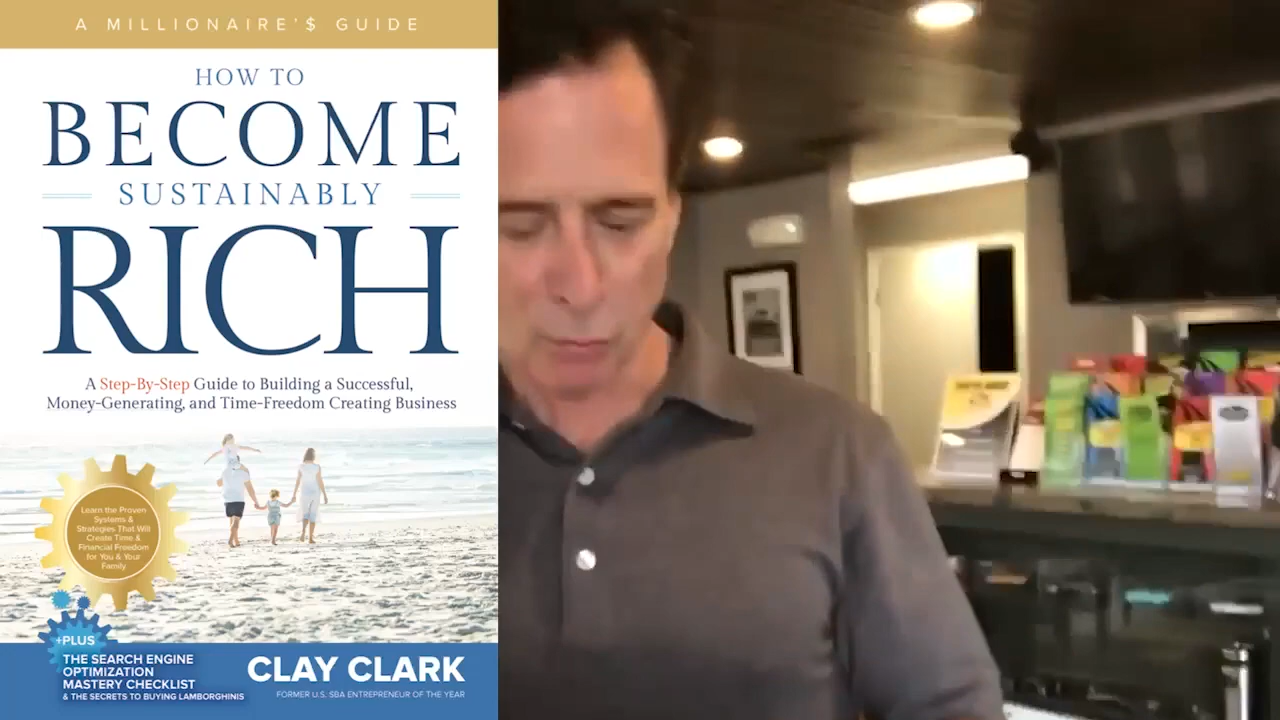 A MILLIONAIRE'$ GUIDE
HOW TO
BECOME
SUSTAINABLY
RICH
A Step-By-Step Guide to Building a Successful,
Money-Generating, and Time-Freedom Creating Business
Learn the Proven
Systems &
Strategies That Will
Create Time &
Financial Freedom
for You & Your
Family
+PLUS
THE SEARCH ENGINE
OPTIMIZATION
MASTERY CHECKLIST
& THE SECRETS TO BUYING LAMBORGHINIS
CLAY CLARK
FORMER U.S. SBA ENTREPRENEUR OF THE YEAR